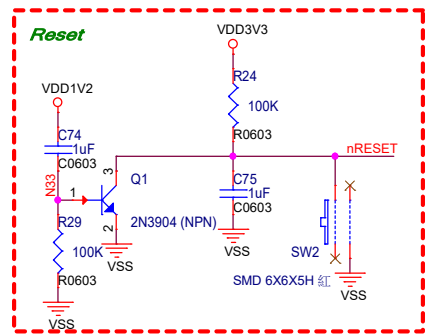 Reset
VDD3V3
VDD1V2
R24
100K
R0603
nRESET
C74
1uF
C0603
N33
1
3
2
Q1
2N3904 (NPN)
C75
1uF
C0603
R29
100K
R0603
VSS
VSS
VSS
SW2
SMD 6X6X5H 紅
VSS